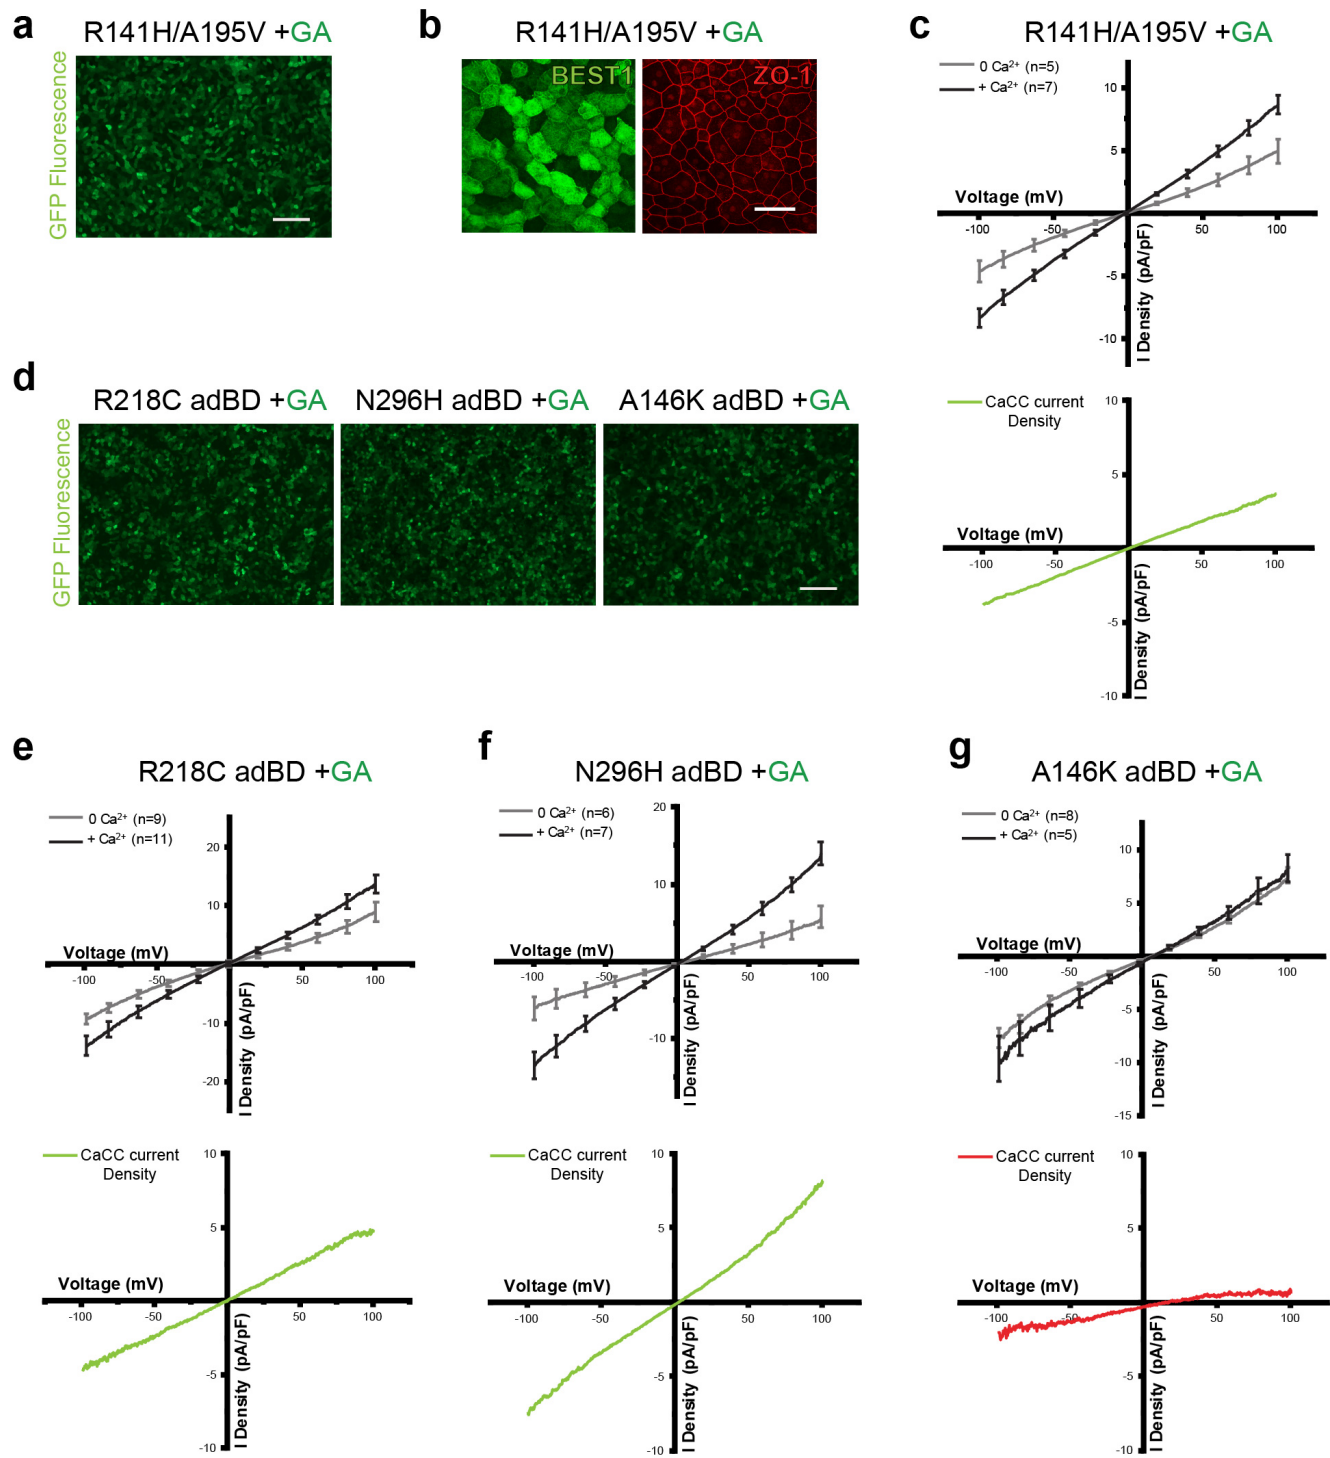 a
R141H/A195V +GA
GFP Fluorescence
b
R141H/A195V +GA
BEST1
ZO-1
c
R141H/A195V +GA
0 Ca²⁺ (n=5)
+ Ca²⁺ (n=7)
10
5
Voltage (mV)
-100
-50
50
100
-5
-10
I Density (pA/pF)
CaCC current
Density
10
5
Voltage (mV)
-100
-50
50
100
-5
-10
I Density (pA/pF)
d
R218C adBD +GA
N296H adBD +GA
A146K adBD +GA
GFP Fluorescence
e
R218C adBD +GA
0 Ca²⁺ (n=9)
+ Ca²⁺ (n=11)
20
10
Voltage (mV)
-100
-50
50
100
-10
-20
I Density (pA/pF)
CaCC current
Density
10
5
Voltage (mV)
-100
-50
50
100
-5
-10
I Density (pA/pF)
f
N296H adBD +GA
0 Ca²⁺ (n=6)
+ Ca²⁺ (n=7)
20
10
Voltage (mV)
-100
-50
50
100
-10
I Density (pA/pF)
CaCC current
Density
10
5
Voltage (mV)
-100
-50
50
100
-5
-10
I Density (pA/pF)
g
A146K adBD +GA
0 Ca²⁺ (n=8)
+ Ca²⁺ (n=5)
10
5
Voltage (mV)
-100
-50
50
100
-5
-10
-15
I Density (pA/pF)
CaCC current
Density
10
5
Voltage (mV)
-100
-50
50
100
-5
-10
I Density (pA/pF)